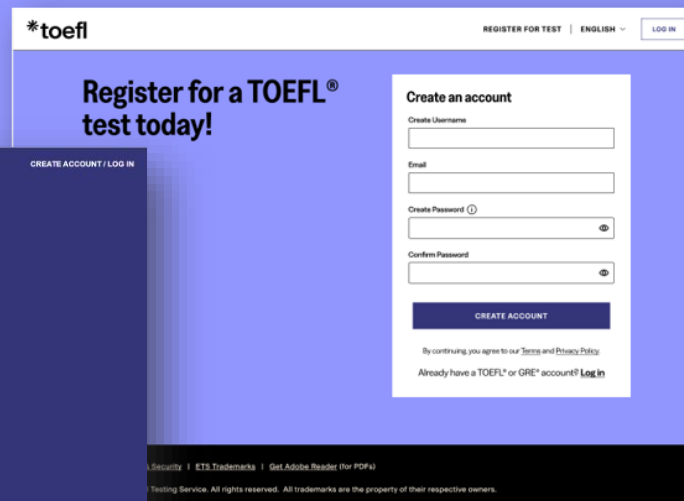 *toefl
REGISTER FOR TEST | ENGLISH
LOG IN
Register for a TOEFL®
test today!
CREATE ACCOUNT / LOG IN
Create an account
Create Username
Email
Create Password
Confirm Password
CREATE ACCOUNT
By continuing, you agree to our Terms and Privacy Policy.
Already have a TOEFL® or GRE® account? Log in
Security | ETS Trademarks | Get Adobe Reader (for PDFs)
Testing Service. All rights reserved. All trademarks are the property of their respective owners.